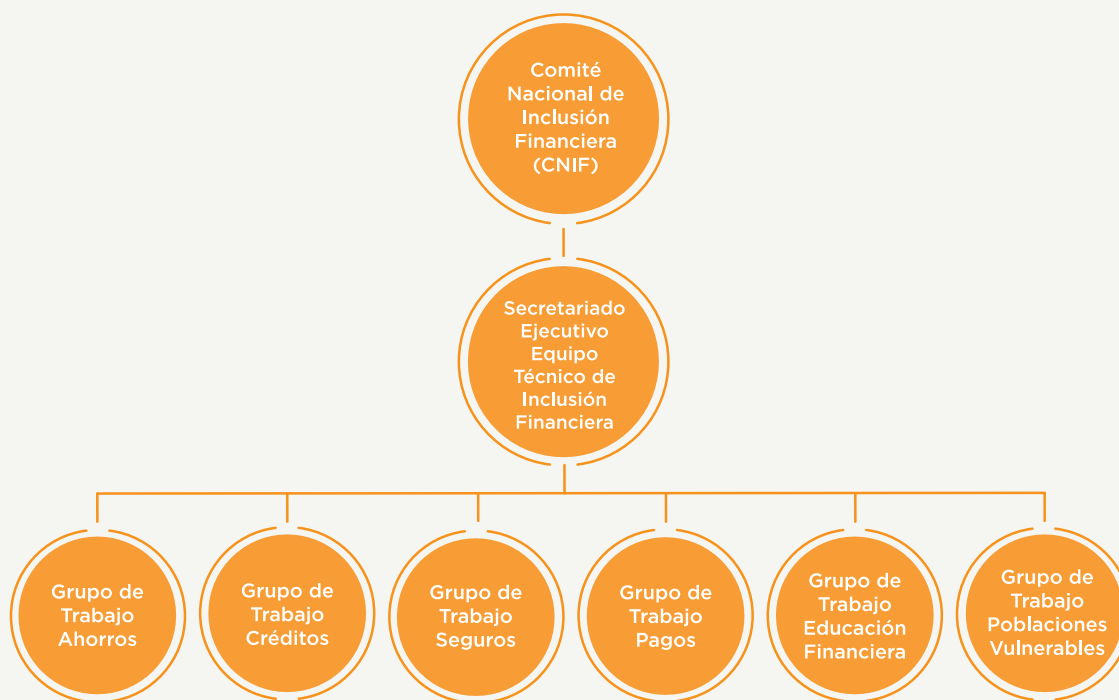 Comité
Nacional de
Inclusión
Financiera
(CNIF)
Secretariado
Ejecutivo
Equipo
Técnico de
Inclusión
Financiera
Grupo de
Trabajo
Ahorros
Grupo de
Trabajo
Créditos
Grupo de
Trabajo
Seguros
Grupo de
Trabajo
Pagos
Grupo de
Trabajo
Educación
Financiera
Grupo de
Trabajo
Poblaciones
Vulnerables